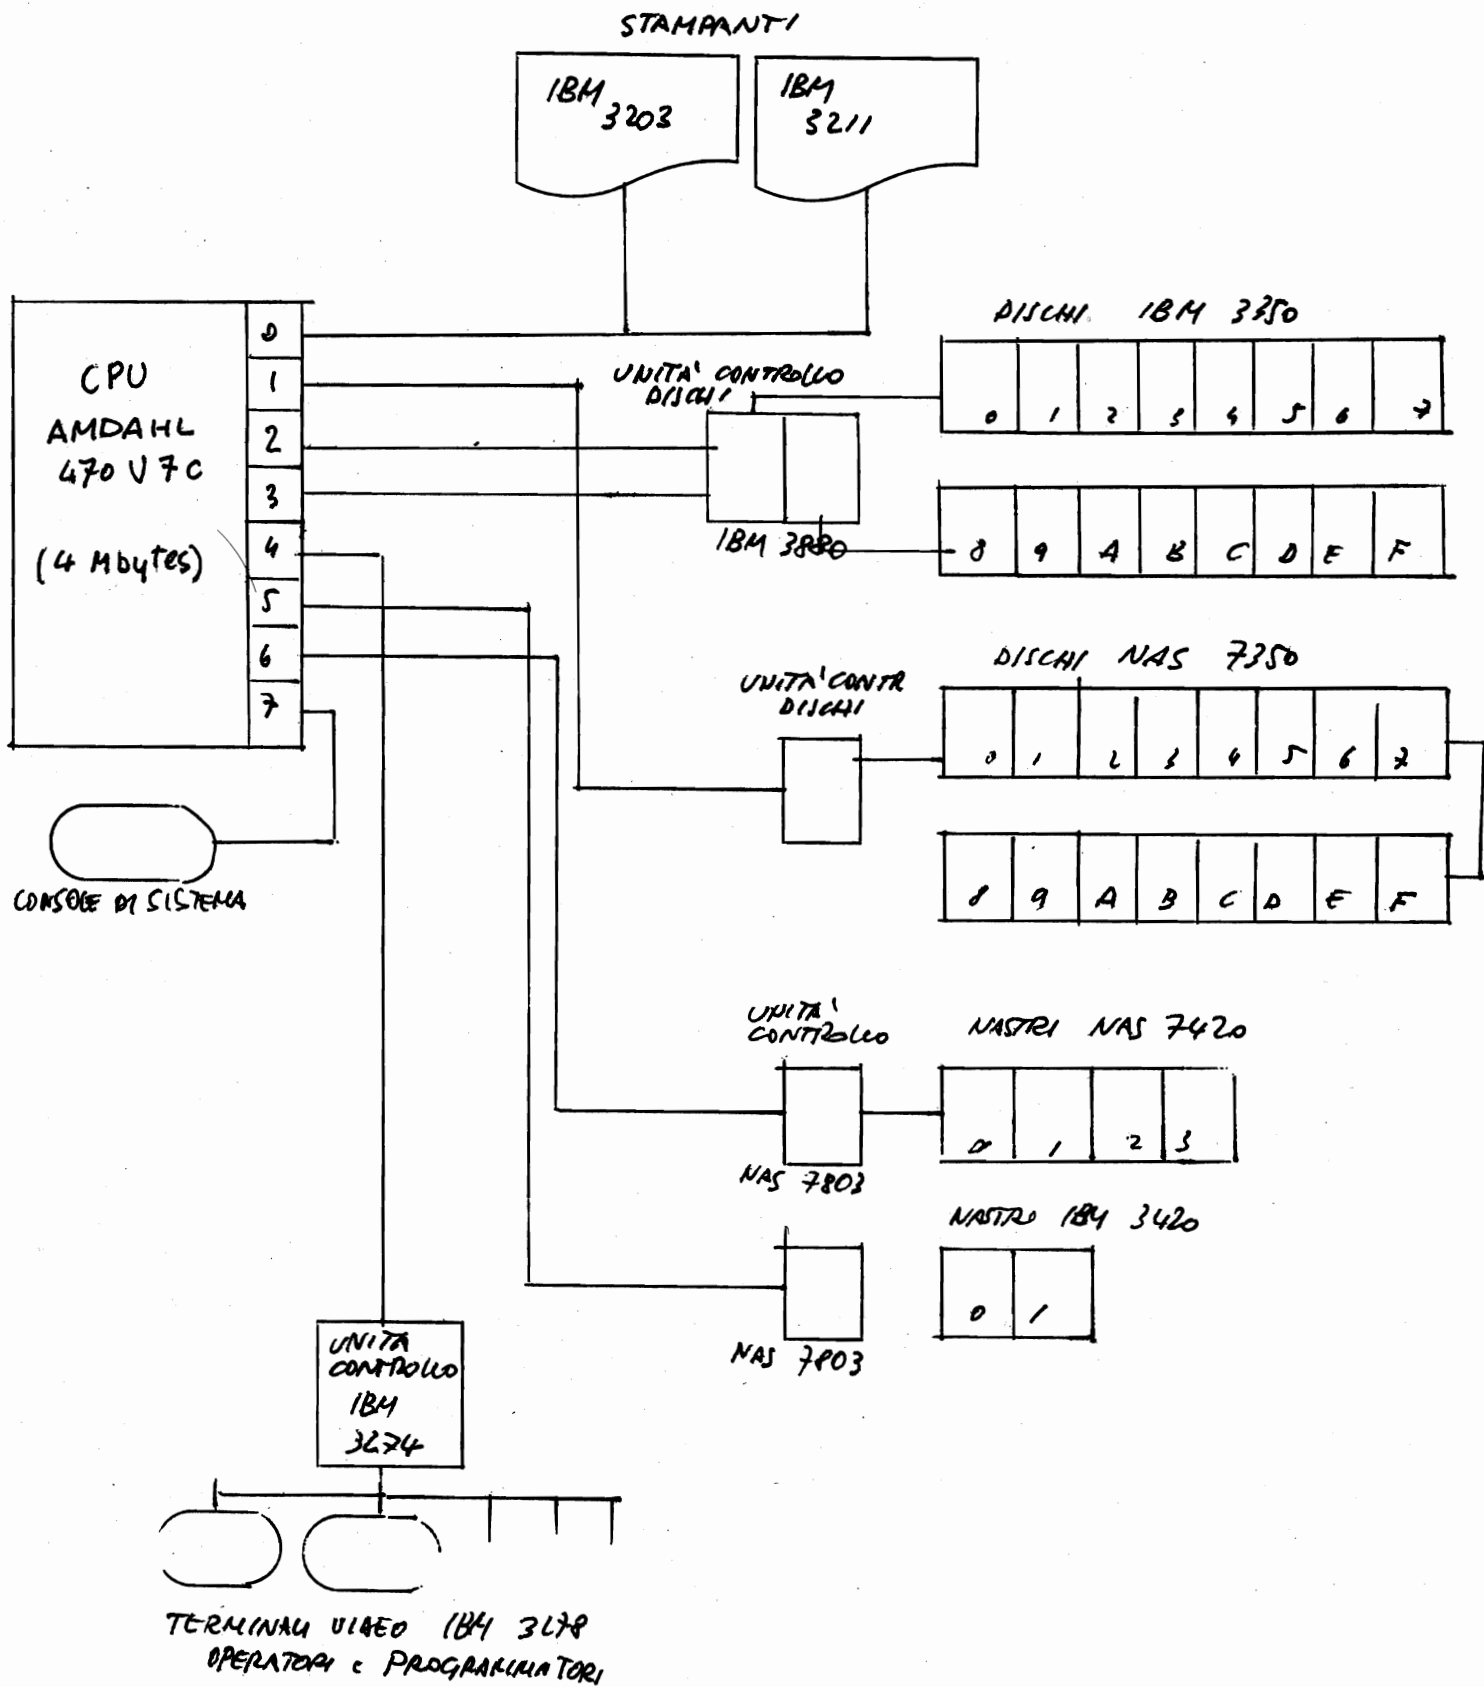 STAMPANTI
IBM
3203
IBM
3211
CPU
AMDAHL
470 V 7C
(4 Mbytes)
0
1
2
3
4
5
6
7
CONSOLE DI SISTEMA
UNITA' CONTROLLO
DISCHI
IBM 3880
DISCHI IBM 3350
0 1 2 3 4 5 6 7
8 9 A B C D E F
UNITA' CONTR
DISCHI
DISCHI NAS 7350
0 1 2 3 4 5 6 7
8 9 A B C D E F
UNITA'
CONTROLLO
NAS 7803
NASTRI NAS 7420
0 1 2 3
NASTRO IBM 3420
0 1
NAS 7803
UNITA
CONTROLLO
IBM
3274
TERMINALI VIDEO IBM 3278
OPERATORI e PROGRAMMATORI